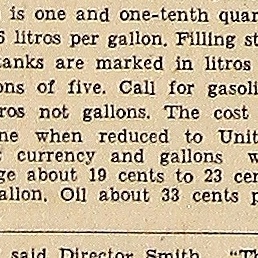 is one and one-tenth quar
5 litros per gallon. Filling st
tanks are marked in litros
ons of five. Call for gasoli
ros not gallons. The cost
ne when reduced to Unit
currency and gallons w
ge about 19 cents to 23 cen
allon. Oil about 33 cents p
said Director Smith. "Th